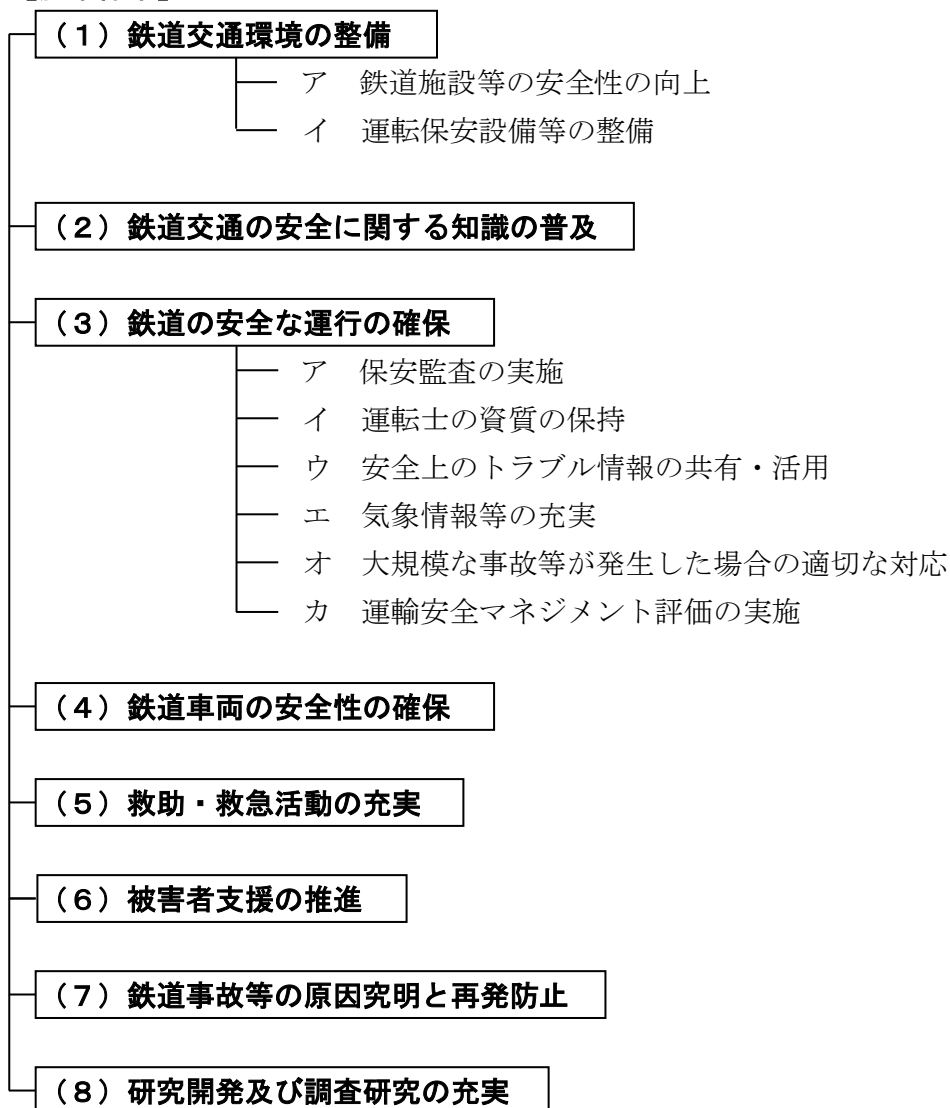 （１）鉄道交通環境の整備
ア　鉄道施設等の安全性の向上
イ　運転保安設備等の整備
（２）鉄道交通の安全に関する知識の普及
（３）鉄道の安全な運行の確保
ア　保安監査の実施
イ　運転士の資質の保持
ウ　安全上のトラブル情報の共有・活用
エ　気象情報等の充実
オ　大規模な事故等が発生した場合の適切な対応
カ　運輸安全マネジメント評価の実施
（４）鉄道車両の安全性の確保
（５）救助・救急活動の充実
（６）被害者支援の推進
（７）鉄道事故等の原因究明と再発防止
（８）研究開発及び調査研究の充実